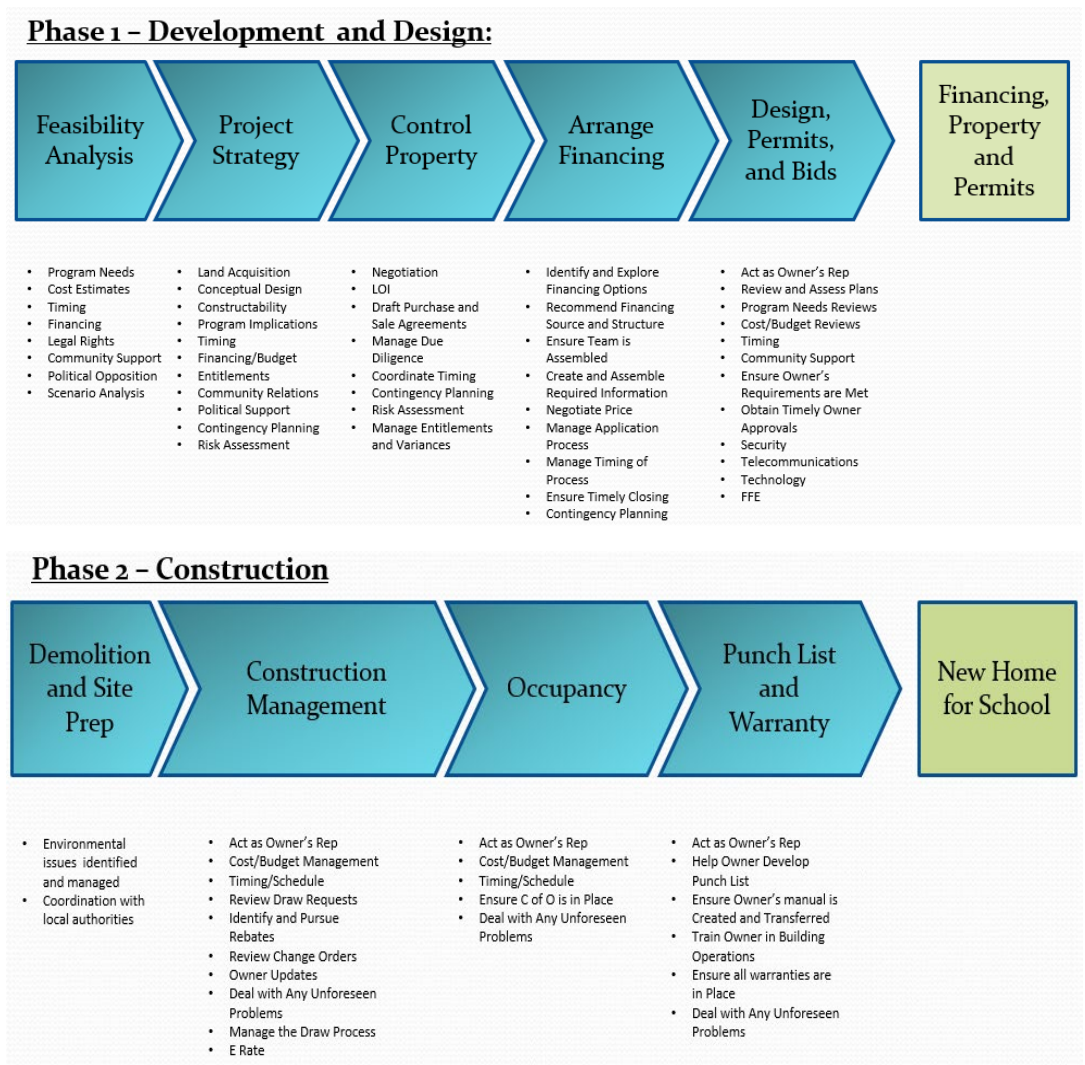 Phase 1 – Development and Design:
Feasibility
Analysis
Project
Strategy
Control
Property
Arrange
Financing
Design,
Permits,
and Bids
Financing,
Property
and
Permits
• Program Needs
• Cost Estimates
• Timing
• Financing
• Legal Rights
• Community Support
• Political Opposition
• Scenario Analysis
• Land Acquisition
• Conceptual Design
• Constructability
• Program Implications
• Timing
• Financing/Budget
• Entitlements
• Community Relations
• Political Support
• Contingency Planning
• Risk Assessment
• Negotiation
• LOI
• Draft Purchase and
Sale Agreements
• Manage Due
Diligence
• Coordinate Timing
• Contingency Planning
• Risk Assessment
• Manage Entitlements
and Variances
• Identify and Explore
Financing Options
• Recommend Financing
Source and Structure
• Ensure Team is
Assembled
• Create and Assemble
Required Information
• Negotiate Price
• Manage Application
Process
• Manage Timing of
Process
• Ensure Timely Closing
• Contingency Planning
• Act as Owner's Rep
• Review and Assess Plans
• Program Needs Reviews
• Cost/Budget Reviews
• Timing
• Community Support
• Ensure Owner's
Requirements are Met
• Obtain Timely Owner
Approvals
• Security
• Telecommunications
• Technology
• FFE
Phase 2 – Construction
Demolition
and Site
Prep
Construction
Management
Occupancy
Punch List
and
Warranty
New Home
for School
• Environmental
issues identified
and managed
• Coordination with
local authorities
• Act as Owner's Rep
• Cost/Budget Management
• Timing/Schedule
• Review Draw Requests
• Identify and Pursue
Rebates
• Review Change Orders
• Owner Updates
• Deal with Any Unforeseen
Problems
• Manage the Draw Process
• E Rate
• Act as Owner's Rep
• Cost/Budget Management
• Timing/Schedule
• Ensure C of O is in Place
• Deal with Any Unforeseen
Problems
• Act as Owner's Rep
• Help Owner Develop
Punch List
• Ensure Owner's manual is
Created and Transferred
• Train Owner in Building
Operations
• Ensure all warranties are
in Place
• Deal with Any Unforeseen
Problems